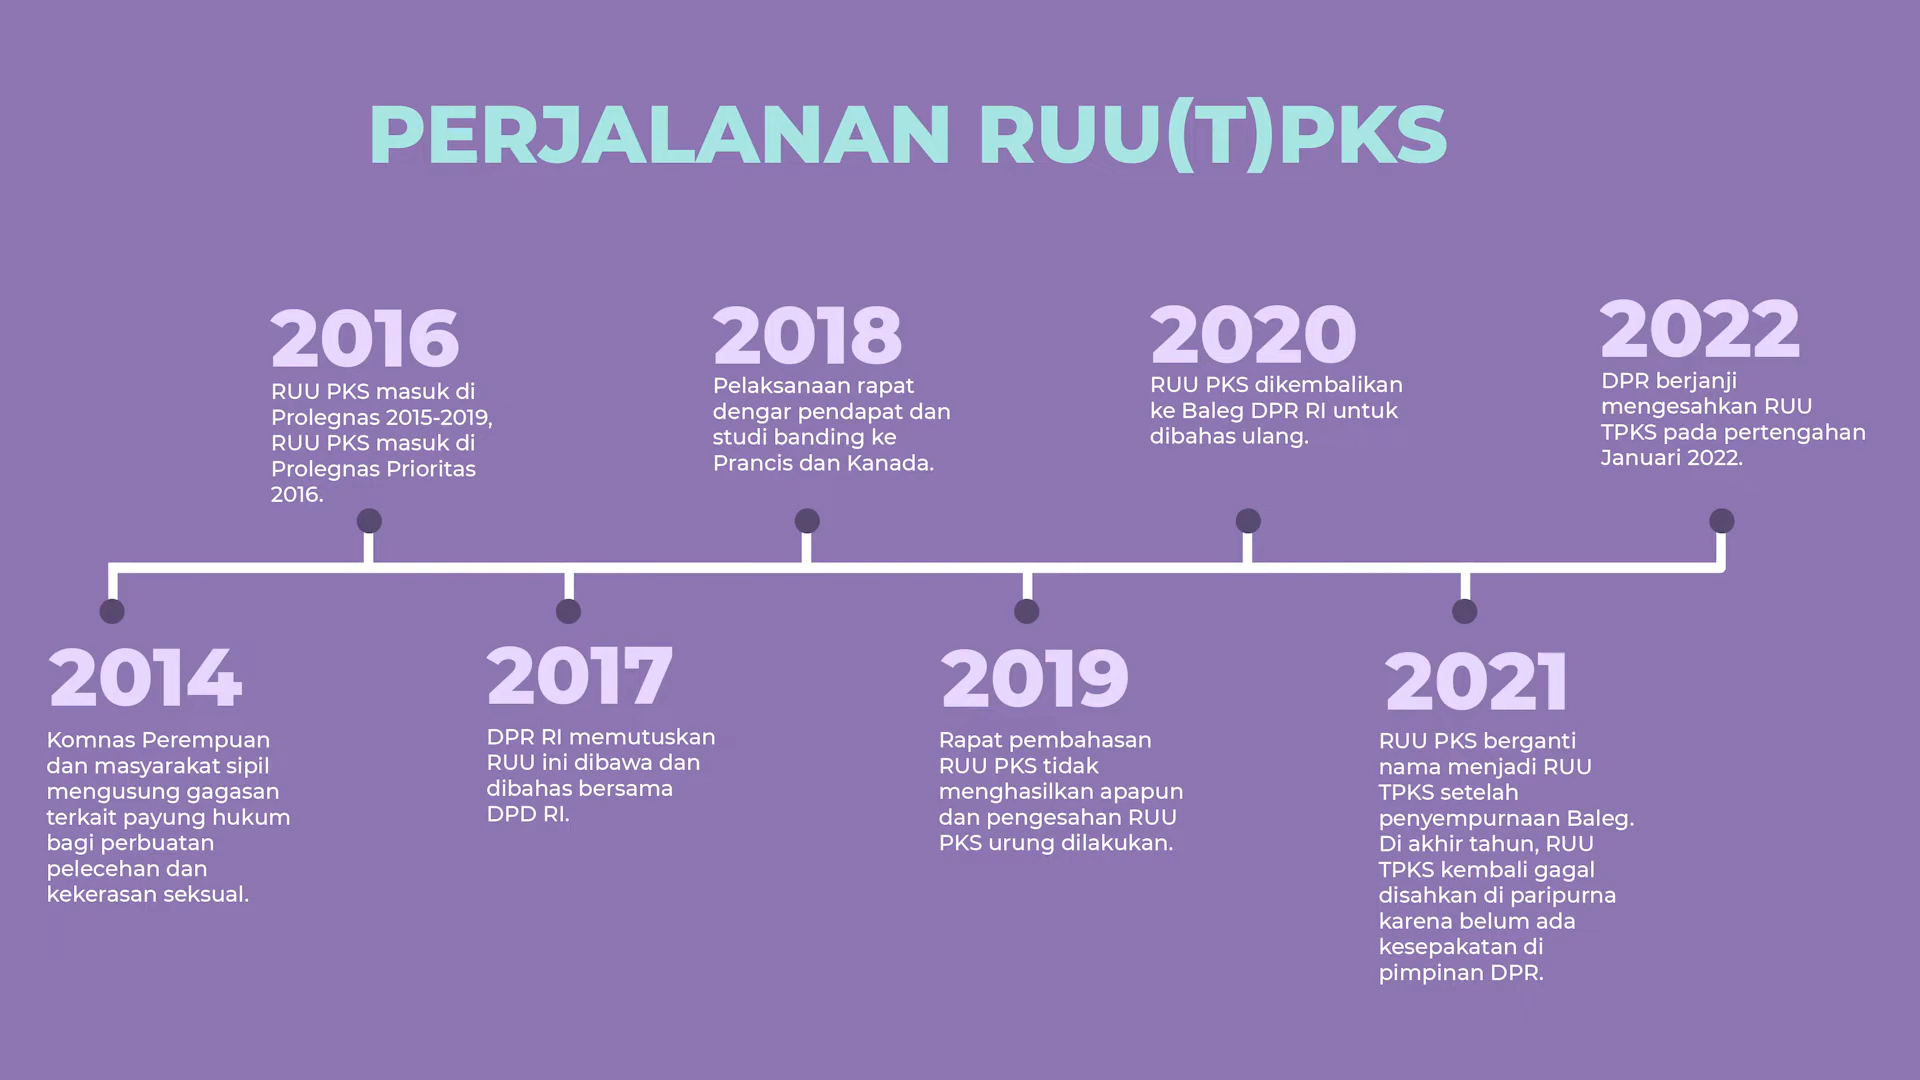 PERJALANAN RUU(T)PKS
2014
Komnas Perempuan
dan masyarakat sipil
mengusung gagasan
terkait payung hukum
bagi perbuatan
pelecehan dan
kekerasan seksual.
2016
RUU PKS masuk di
Prolegnas 2015-2019,
RUU PKS masuk di
Prolegnas Prioritas
2016.
2017
DPR RI memutuskan
RUU ini dibawa dan
dibahas bersama
DPD RI.
2018
Pelaksanaan rapat
dengar pendapat dan
studi banding ke
Prancis dan Kanada.
2019
Rapat pembahasan
RUU PKS tidak
menghasilkan apapun
dan pengesahan RUU
PKS urung dilakukan.
2020
RUU PKS dikembalikan
ke Baleg DPR RI untuk
dibahas ulang.
2021
RUU PKS berganti
nama menjadi RUU
TPKS setelah
penyempurnaan Baleg.
Di akhir tahun, RUU
TPKS kembali gagal
disahkan di paripurna
karena belum ada
kesepakatan di
pimpinan DPR.
2022
DPR berjanji
mengesahkan RUU
TPKS pada pertengahan
Januari 2022.